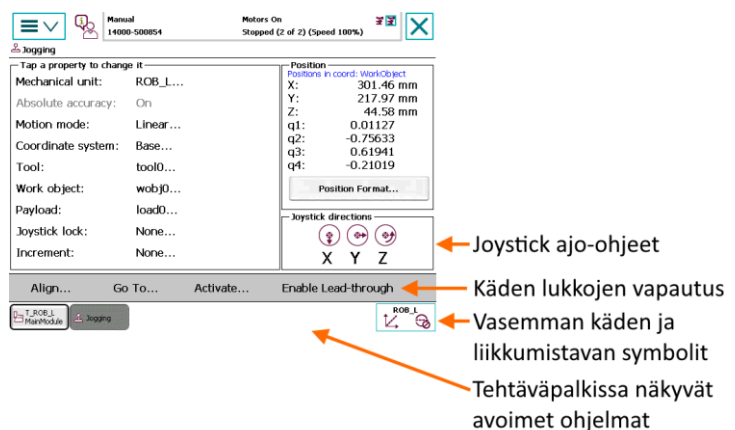 Manual
14000-500854
Motors On
Stopped (2 of 2) (Speed 100%)
Jogging
Tap a property to change it
Mechanical unit: ROB_L...
Absolute accuracy: On
Motion mode: Linear...
Coordinate system: Base...
Tool: tool0...
Work object: wobj0...
Payload: load0...
Joystick lock: None...
Increment: None...
Position
Positions in coord: WorkObject
X: 301.46 mm
Y: 217.97 mm
Z: 44.58 mm
q1: 0.01127
q2: -0.75633
q3: 0.61941
q4: -0.21019
Position Format...
Joystick directions
X Y Z
Align... Go To... Activate... Enable Lead-through
T_ROB_L
MainModule
Jogging
ROB_L
Joystick ajo-ohjeet
Käden lukkojen vapautus
Vasemman käden ja
liikkumistavan symbolit
Tehtäväpalkissa näkyvät
avoimet ohjelmat